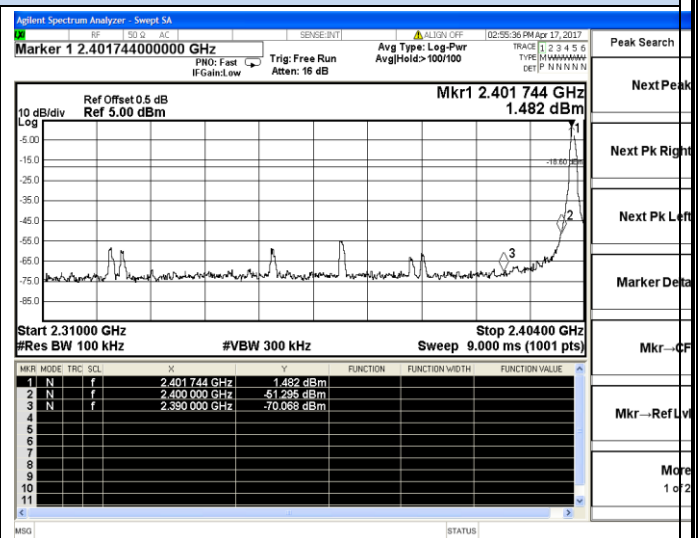 Agilent Spectrum Analyzer - Swept SA
RF 50 Ω AC SENSE:INT ALIGN OFF 02:55:36 PM Apr 17, 2017
Marker 1 2.401744000000 GHz
PNO: Fast
IFGain:Low
Trig: Free Run
Atten: 16 dB
Avg Type: Log-Pwr
Avg|Hold:>100/100
TRACE 1 2 3 4 5 6
TYPE M
DET P N N N N N
Ref Offset 0.5 dB
10 dB/div Ref 5.00 dBm
Log
Mkr1 2.401 744 GHz
1.482 dBm
-5.00
-15.0
-25.0
-35.0
-45.0
-55.0
-65.0
-75.0
-85.0
-18.60 dBm
1
2
3
Start 2.31000 GHz Stop 2.40400 GHz
#Res BW 100 kHz #VBW 300 kHz Sweep 9.000 ms (1001 pts)
MKR MODE TRC SCL X Y FUNCTION FUNCTION WIDTH FUNCTION VALUE
1 N f 2.401 744 GHz 1.482 dBm
2 N f 2.400 000 GHz -51.295 dBm
3 N f 2.390 000 GHz -70.068 dBm
4
5
6
7
8
9
10
11
MSG STATUS
Peak Search
Next Peak
Next Pk Right
Next Pk Left
Marker Delta
Mkr→CF
Mkr→Ref Lvl
More
1 of 2